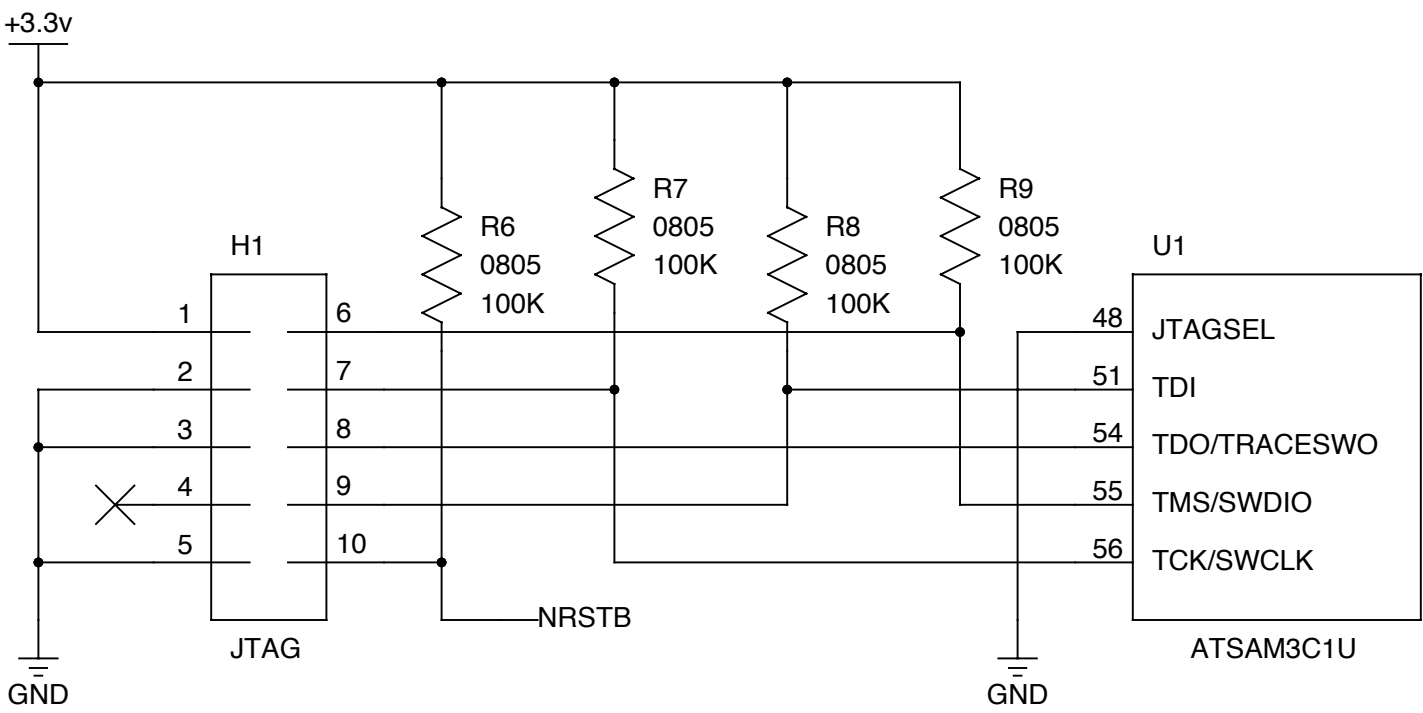 +3.3v
R7
0805
100K
R9
0805
100K
R6
0805
100K
R8
0805
100K
H1
U1
1
6
48
JTAGSEL
2
7
51
TDI
3
8
54
TDO/TRACESWO
4
9
55
TMS/SWDIO
5
10
56
TCK/SWCLK
NRSTB
JTAG
ATSAM3C1U
GND
GND